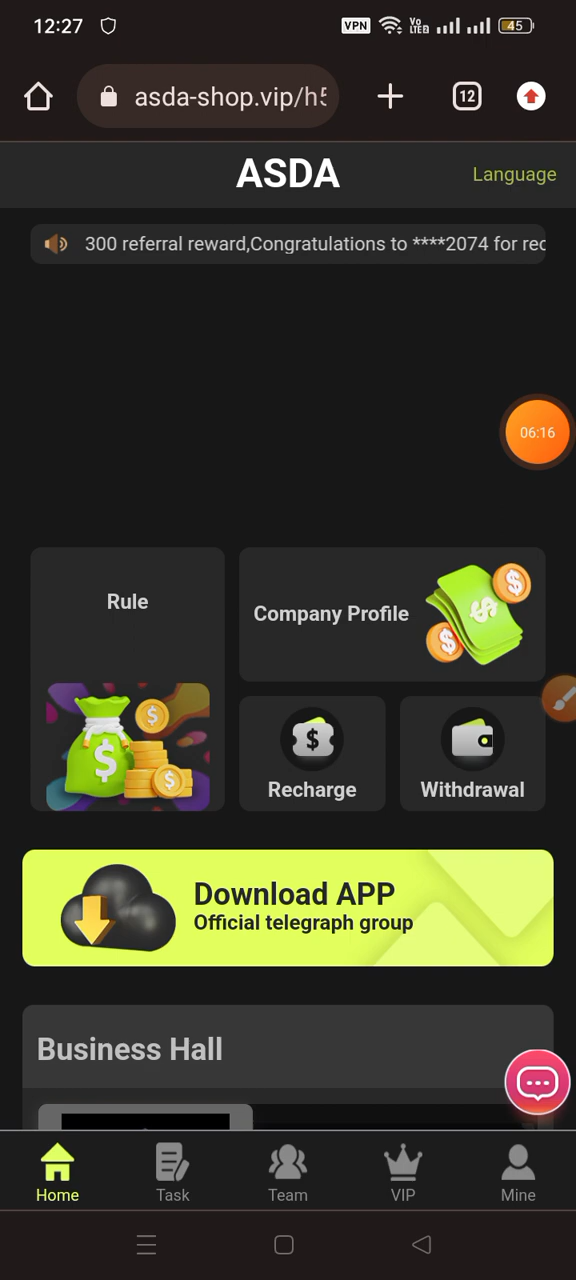 12:27
VPN
Vo
LTE2
45
asda-shop.vip/h5
12
ASDA
Language
300 referral reward,Congratulations to ****2074 for rec
06:16
Rule
Company Profile
Recharge
Withdrawal
Download APP
Official telegraph group
Business Hall
Home
Task
Team
VIP
Mine